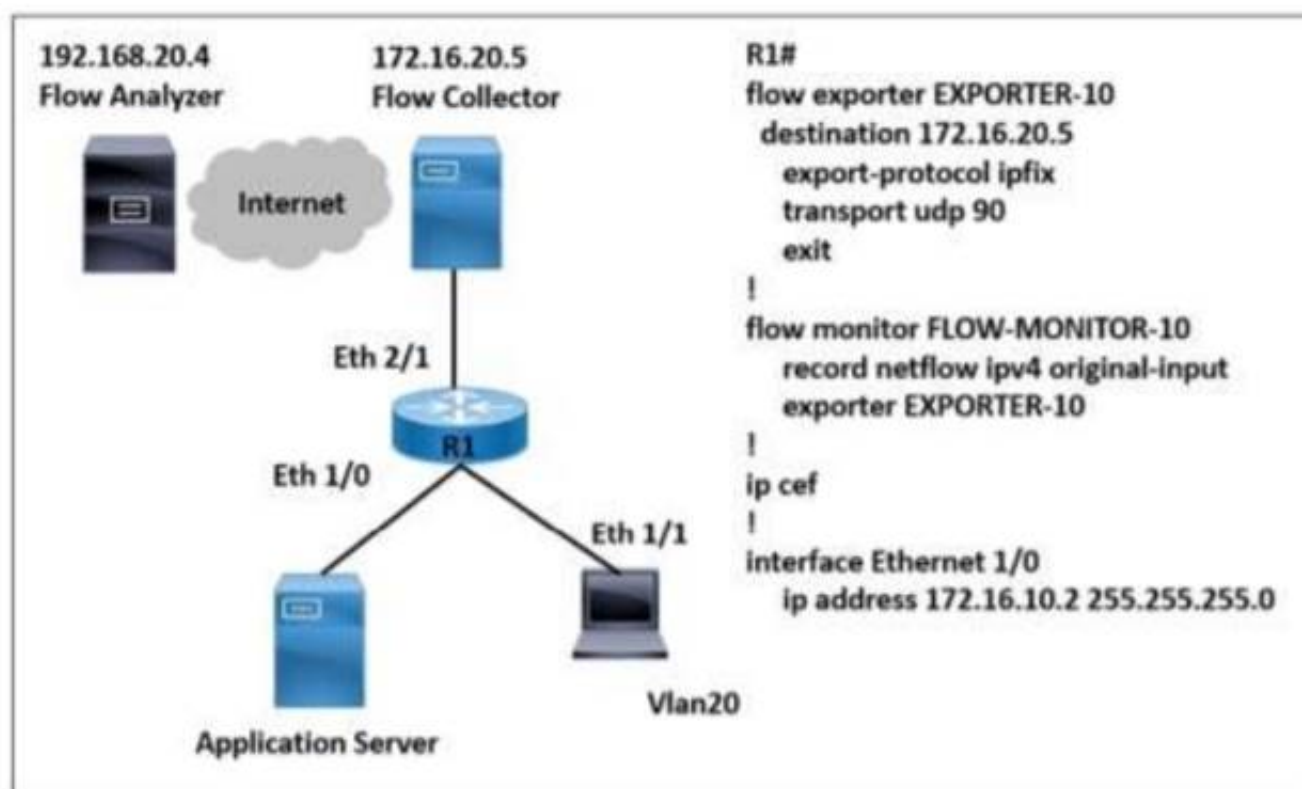 192.168.20.4
Flow Analyzer
172.16.20.5
Flow Collector
Internet
Eth 2/1
R1
Eth 1/0
Eth 1/1
Vlan20
Application Server
R1#
flow exporter EXPORTER-10
destination 172.16.20.5
export-protocol ipfix
transport udp 90
exit
!
flow monitor FLOW-MONITOR-10
record netflow ipv4 original-input
exporter EXPORTER-10
!
ip cef
!
interface Ethernet 1/0
ip address 172.16.10.2 255.255.255.0